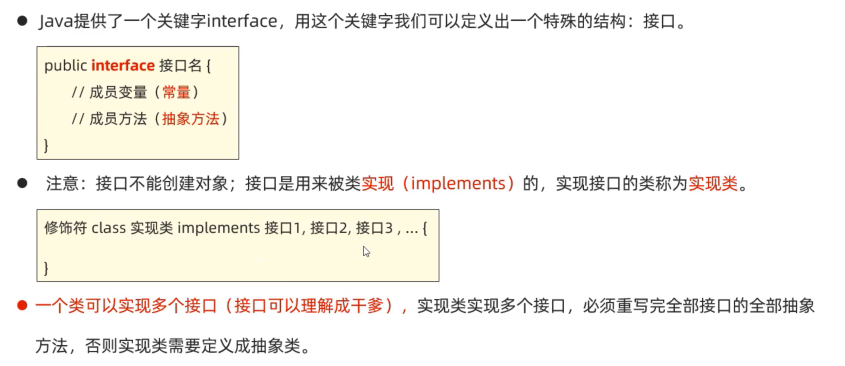 ● Java提供了一个关键字interface，用这个关键字我们可以定义出一个特殊的结构：接口。
public interface 接口名 {
// 成员变量（常量）
// 成员方法（抽象方法）
}
● 注意：接口不能创建对象；接口是用来被类实现（implements）的，实现接口的类称为实现类。
修饰符 class 实现类 implements 接口1, 接口2, 接口3 , ... {
}
● 一个类可以实现多个接口（接口可以理解成干爹），实现类实现多个接口，必须重写完全部接口的全部抽象
方法，否则实现类需要定义成抽象类。